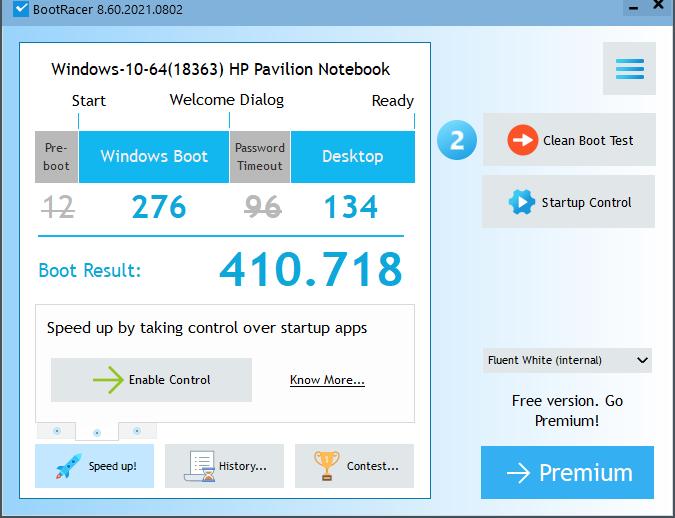 BootRacer 8.60.2021.0802
Windows-10-64(18363) HP Pavilion Notebook
Start Welcome Dialog Ready
Pre-
boot
Windows Boot
Password
Timeout
Desktop
12 276 96 134
Boot Result: 410.718
Speed up by taking control over startup apps
Enable Control Know More...
Speed up! History... Contest...
2
Clean Boot Test
Startup Control
Fluent White (internal)
Free version. Go
Premium!
Premium